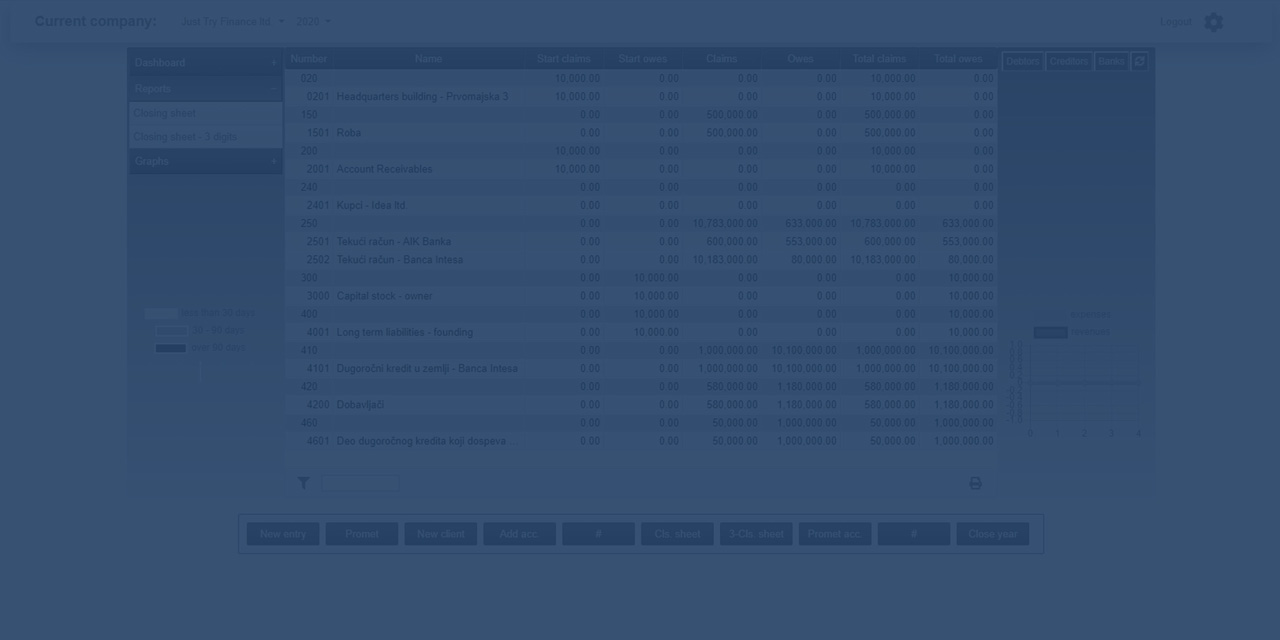 Current company: Just Try Finance ltd 2020 Logout
Number Name Start claims Start owes Claims Owes Total claims Total owes
Debtors Creditors Banks
Dashboard +
Reports -
Closing sheet
Closing sheet - 3 digits
Graphs +
020 10,000.00 0.00 0.00 0.00 10,000.00 0.00
0201 Headquarters building - Prvomajska 3 10,000.00 0.00 0.00 0.00 10,000.00 0.00
150 0.00 0.00 500,000.00 0.00 500,000.00 0.00
1501 Roba 0.00 0.00 500,000.00 0.00 500,000.00 0.00
200 10,000.00 0.00 0.00 0.00 10,000.00 0.00
2001 Account Receivables 10,000.00 0.00 0.00 0.00 10,000.00 0.00
240 0.00 0.00 0.00 0.00 0.00 0.00
2401 Kupci - Idea ltd 0.00 0.00 0.00 0.00 0.00 0.00
250 0.00 0.00 10,783,000.00 633,000.00 10,783,000.00 633,000.00
2501 Tekući račun - AIK Banka 0.00 0.00 600,000.00 553,000.00 600,000.00 553,000.00
2502 Tekući račun - Banca Intesa 0.00 0.00 10,183,000.00 80,000.00 10,183,000.00 80,000.00
300 0.00 10,000.00 0.00 0.00 0.00 10,000.00
3000 Capital stock - owner 0.00 10,000.00 0.00 0.00 0.00 10,000.00
400 0.00 10,000.00 0.00 0.00 0.00 10,000.00
4001 Long term liabilities - founding 0.00 10,000.00 0.00 0.00 0.00 10,000.00
410 0.00 0.00 1,000,000.00 10,100,000.00 1,000,000.00 10,100,000.00
4101 Dugoročni kredit u zemlji - Banca Intesa 0.00 0.00 1,000,000.00 10,100,000.00 1,000,000.00 10,100,000.00
420 0.00 0.00 580,000.00 1,180,000.00 580,000.00 1,180,000.00
4200 Dobavljači 0.00 0.00 580,000.00 1,180,000.00 580,000.00 1,180,000.00
460 0.00 0.00 50,000.00 1,000,000.00 50,000.00 1,000,000.00
4601 Deo dugoročnog kredita koji dospeva ... 0.00 0.00 50,000.00 1,000,000.00 50,000.00 1,000,000.00
less than 30 days
30 - 90 days
over 90 days
expenses
revenues
0 1 2 3 4
New entry Promet New client Add acc. # Cls. sheet 3-Cls. sheet Promet acc. # Close year